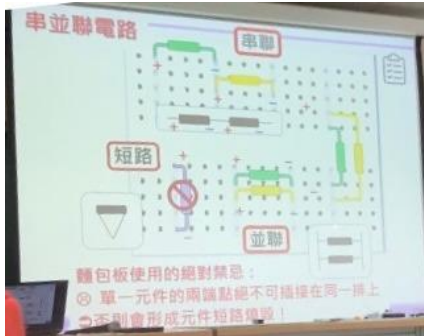 串並聯電路
串聯
短路
並聯
麵包板使用的絕對禁忌：
☹ 單一元件的兩端點絕不可插接在同一排上
➲否則會形成元件短路燒毀！